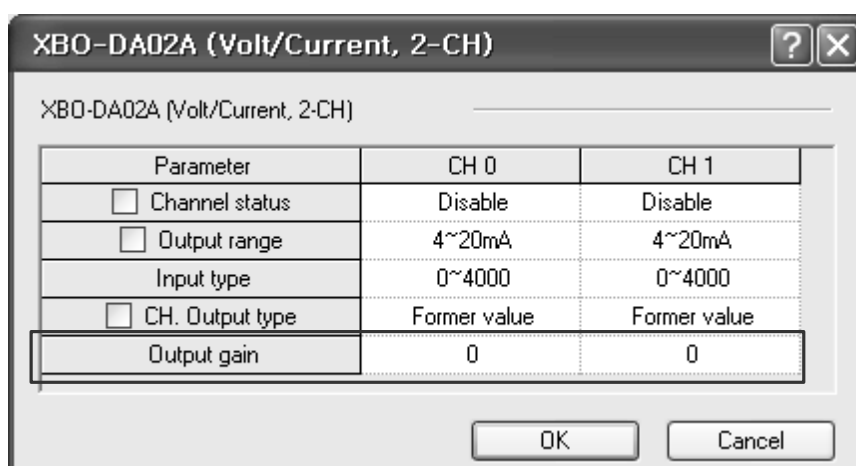 XBO-DA02A (Volt/Current, 2-CH)
XBO-DA02A (Volt/Current, 2-CH)
Parameter CH 0 CH 1
Channel status Disable Disable
Output range 4~20mA 4~20mA
Input type 0~4000 0~4000
CH. Output type Former value Former value
Output gain 0 0
OK Cancel